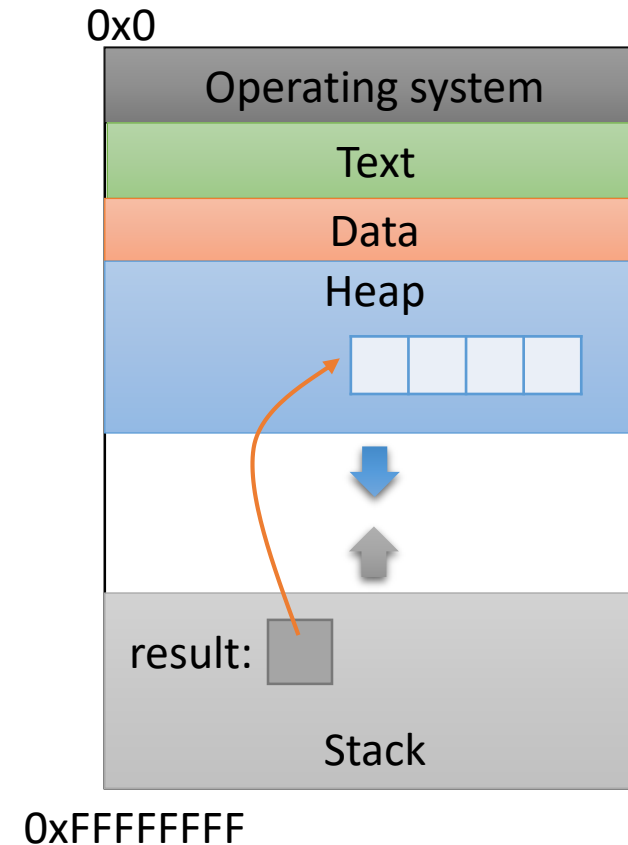 0x0
Operating system
Text
Data
Heap
result:
Stack
0xFFFFFFFF